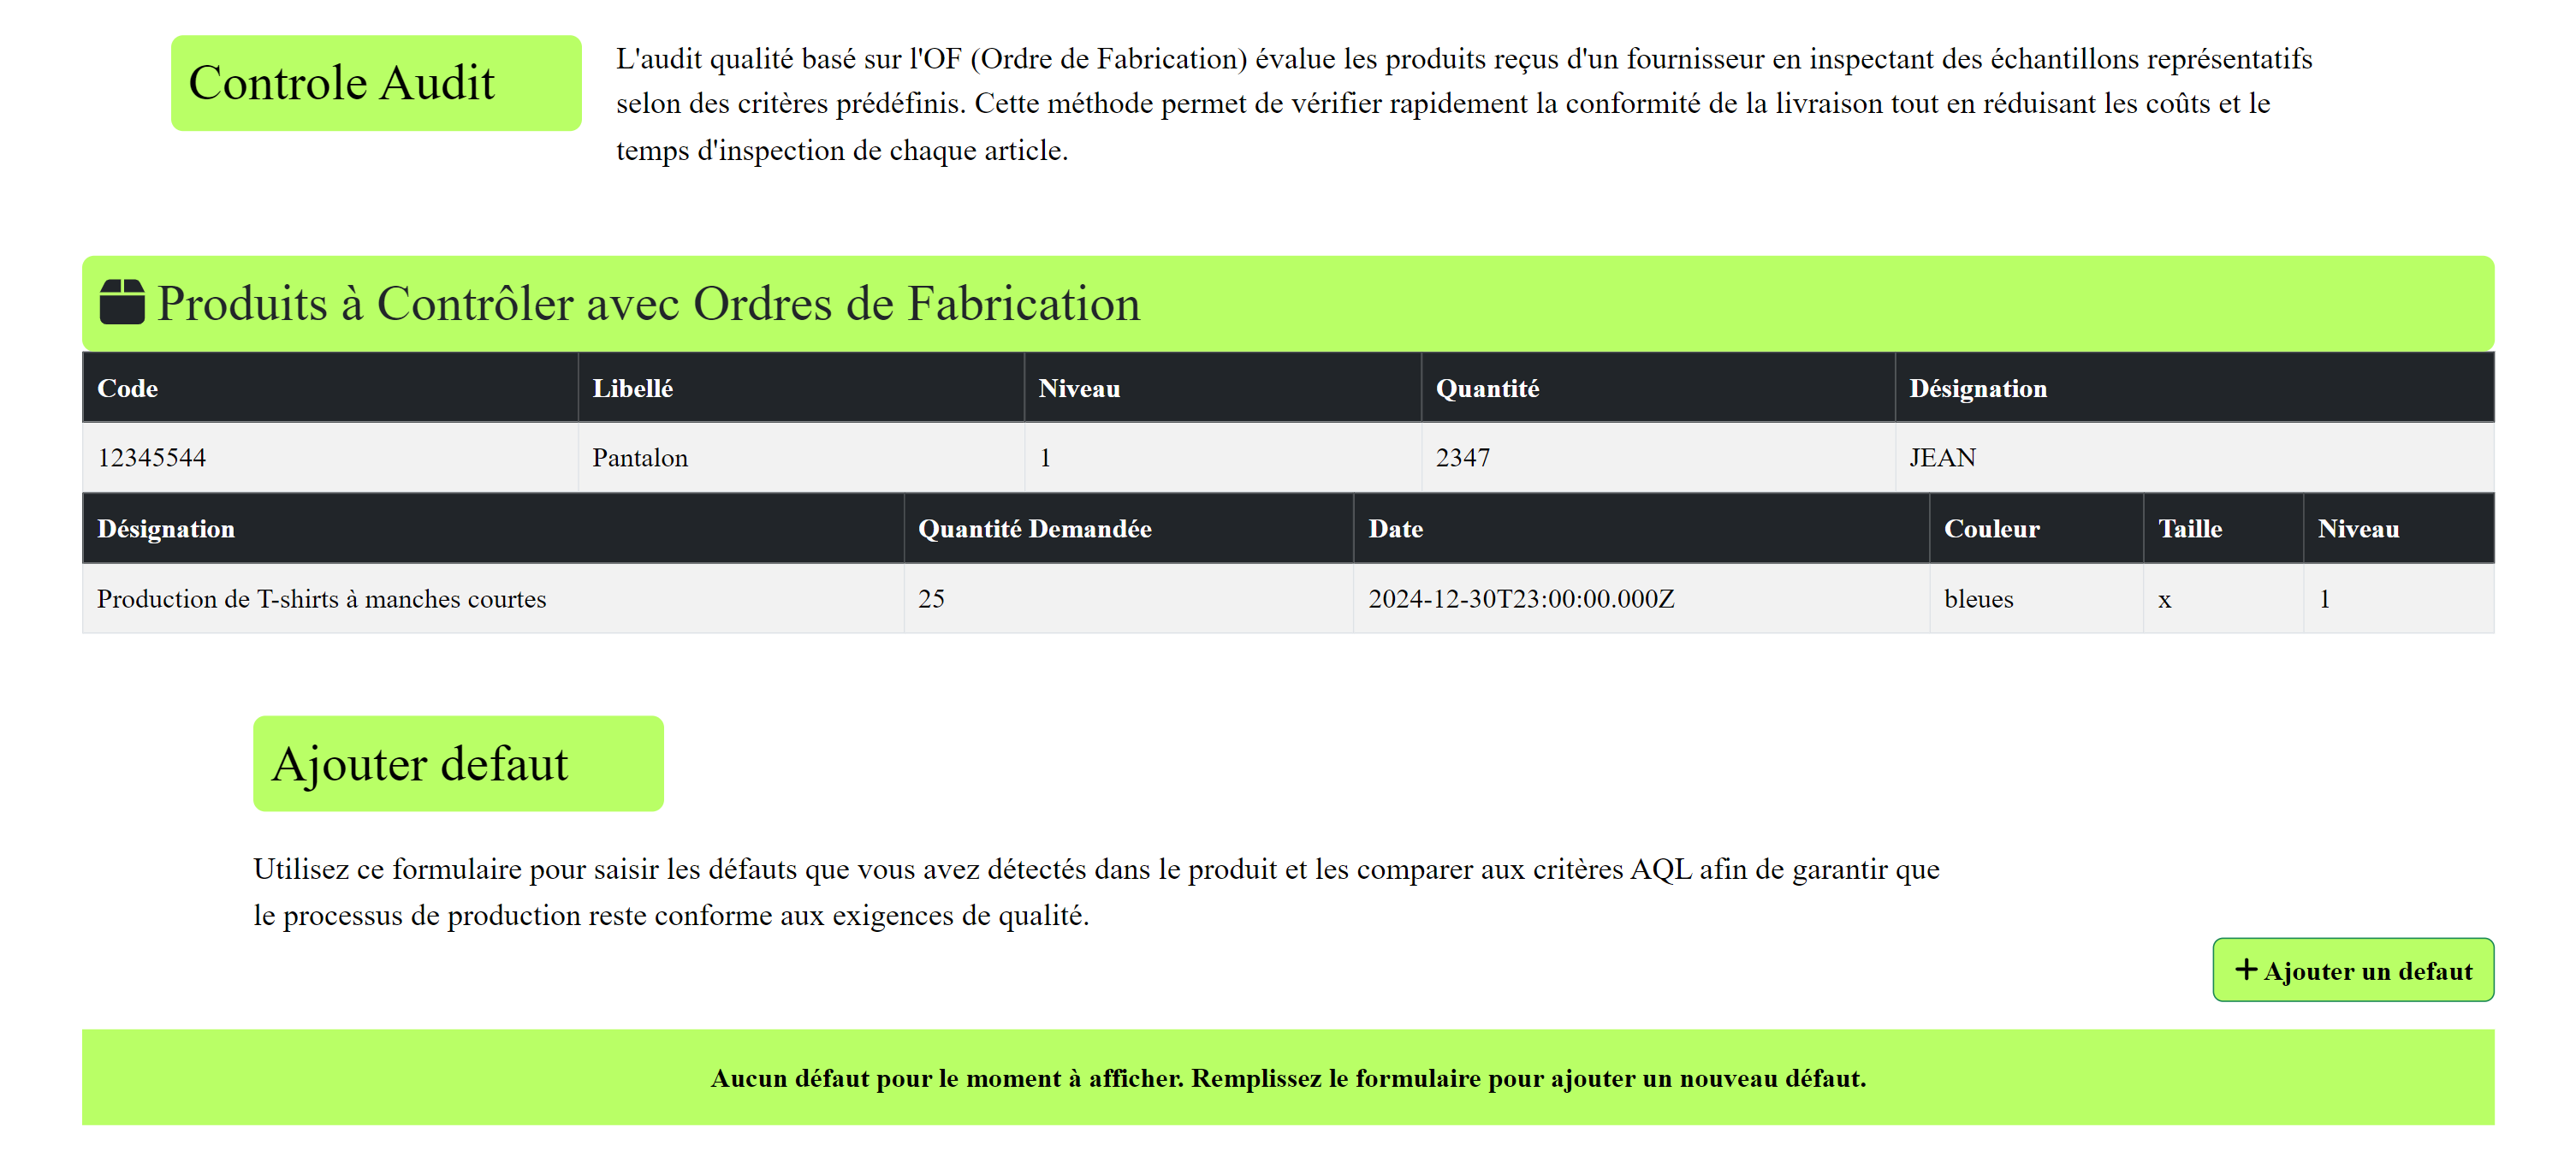 Controle Audit
L'audit qualité basé sur l'OF (Ordre de Fabrication) évalue les produits reçus d'un fournisseur en inspectant des échantillons représentatifs
selon des critères prédéfinis. Cette méthode permet de vérifier rapidement la conformité de la livraison tout en réduisant les coûts et le
temps d'inspection de chaque article.
Produits à Contrôler avec Ordres de Fabrication
Code Libellé Niveau Quantité Désignation
12345544 Pantalon 1 2347 JEAN
Désignation Quantité Demandée Date Couleur Taille Niveau
Production de T-shirts à manches courtes 25 2024-12-30T23:00:00.000Z bleues x 1
Ajouter defaut
Utilisez ce formulaire pour saisir les défauts que vous avez détectés dans le produit et les comparer aux critères AQL afin de garantir que
le processus de production reste conforme aux exigences de qualité.
+ Ajouter un defaut
Aucun défaut pour le moment à afficher. Remplissez le formulaire pour ajouter un nouveau défaut.